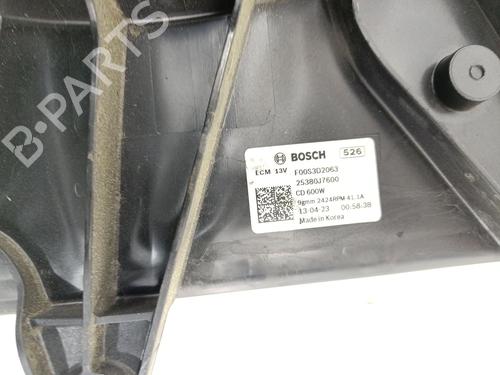 B-PARTS
BOSCH 526
ECM 13V F00S3D2063
25380J7600
CD 600W
9gmm 2424RPM 41.1A
13-04-23 00:58:38
Made in Korea